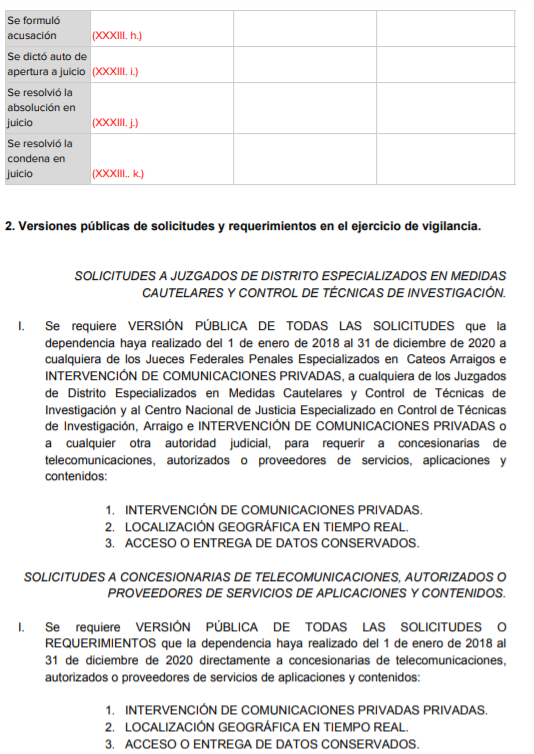 Se formuló
acusación (XXXIII, h.)
Se dictó auto de
apertura a juicio (XXXIII, i.)
Se resolvió la
absolución en
juicio (XXXIII. j.)
Se resolvió la
condena en
juicio (XXXIII., k.)
2. Versiones públicas de solicitudes y requerimientos en el ejercicio de vigilancia.
SOLICITUDES A JUZGADOS DE DISTRITO ESPECIALIZADOS EN MEDIDAS
CAUTELARES Y CONTROL DE TÉCNICAS DE INVESTIGACIÓN.
I. Se requiere VERSIÓN PÚBLICA DE TODAS LAS SOLICITUDES que la
dependencia haya realizado del 1 de enero de 2018 al 31 de diciembre de 2020 a
cualquiera de los Jueces Federales Penales Especializados en Cateos Arraigos e
INTERVENCIÓN DE COMUNICACIONES PRIVADAS, a cualquiera de los Juzgados
de Distrito Especializados en Medidas Cautelares y Control de Técnicas de
Investigación y al Centro Nacional de Justicia Especializado en Control de Técnicas
de Investigación, Arraigo e INTERVENCIÓN DE COMUNICACIONES PRIVADAS o
a cualquier otra autoridad judicial, para requerir a concesionarias de
telecomunicaciones, autorizados o proveedores de servicios, aplicaciones y
contenidos:
1. INTERVENCIÓN DE COMUNICACIONES PRIVADAS.
2. LOCALIZACIÓN GEOGRÁFICA EN TIEMPO REAL.
3. ACCESO O ENTREGA DE DATOS CONSERVADOS.
SOLICITUDES A CONCESIONARIAS DE TELECOMUNICACIONES, AUTORIZADOS O
PROVEEDORES DE SERVICIOS DE APLICACIONES Y CONTENIDOS.
I. Se requiere VERSIÓN PÚBLICA DE TODAS LAS SOLICITUDES O
REQUERIMIENTOS que la dependencia haya realizado del 1 de enero de 2018 al
31 de diciembre de 2020 directamente a concesionarias de telecomunicaciones,
autorizados o proveedores de servicios de aplicaciones y contenidos:
1. INTERVENCIÓN DE COMUNICACIONES PRIVADAS PRIVADAS.
2. LOCALIZACIÓN GEOGRÁFICA EN TIEMPO REAL.
3. ACCESO O ENTREGA DE DATOS CONSERVADOS.